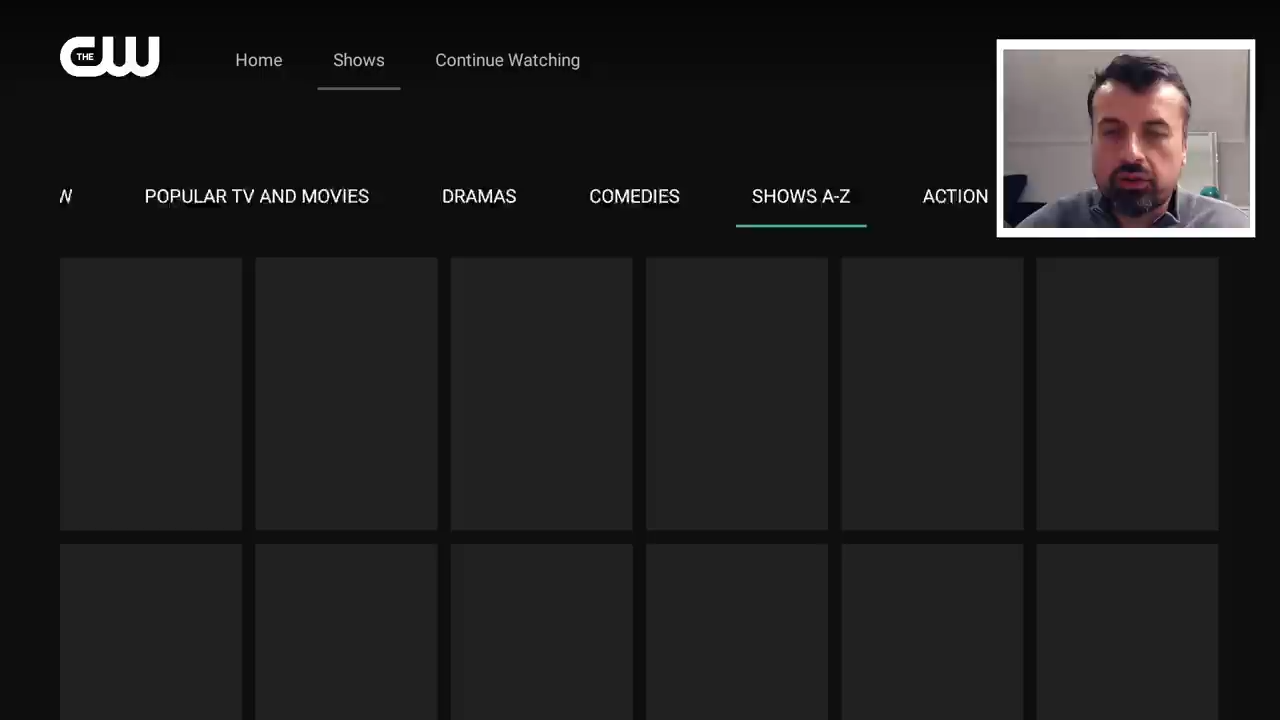 THE CW
Home Shows Continue Watching
W POPULAR TV AND MOVIES DRAMAS COMEDIES SHOWS A-Z ACTION